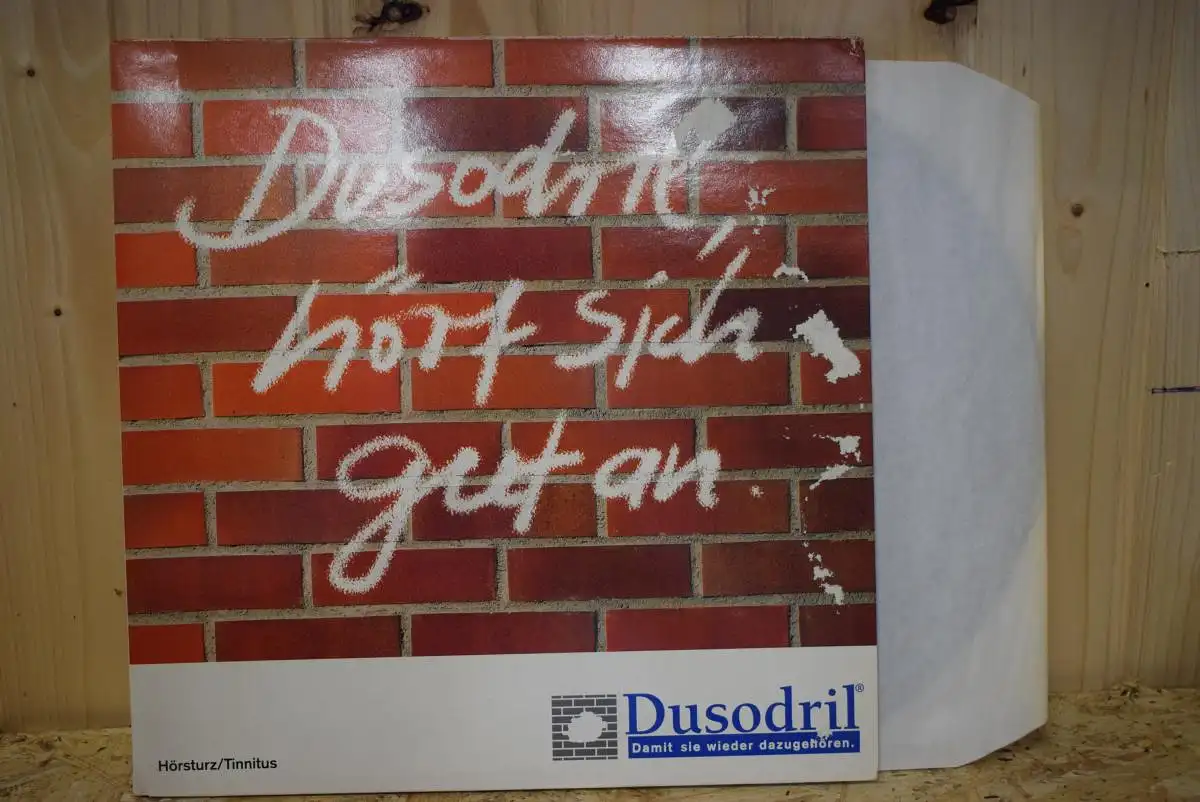 Dusodril,
hört sich
gut an.
Dusodril®
Damit sie wieder dazugehören.
Hörsturz/Tinnitus